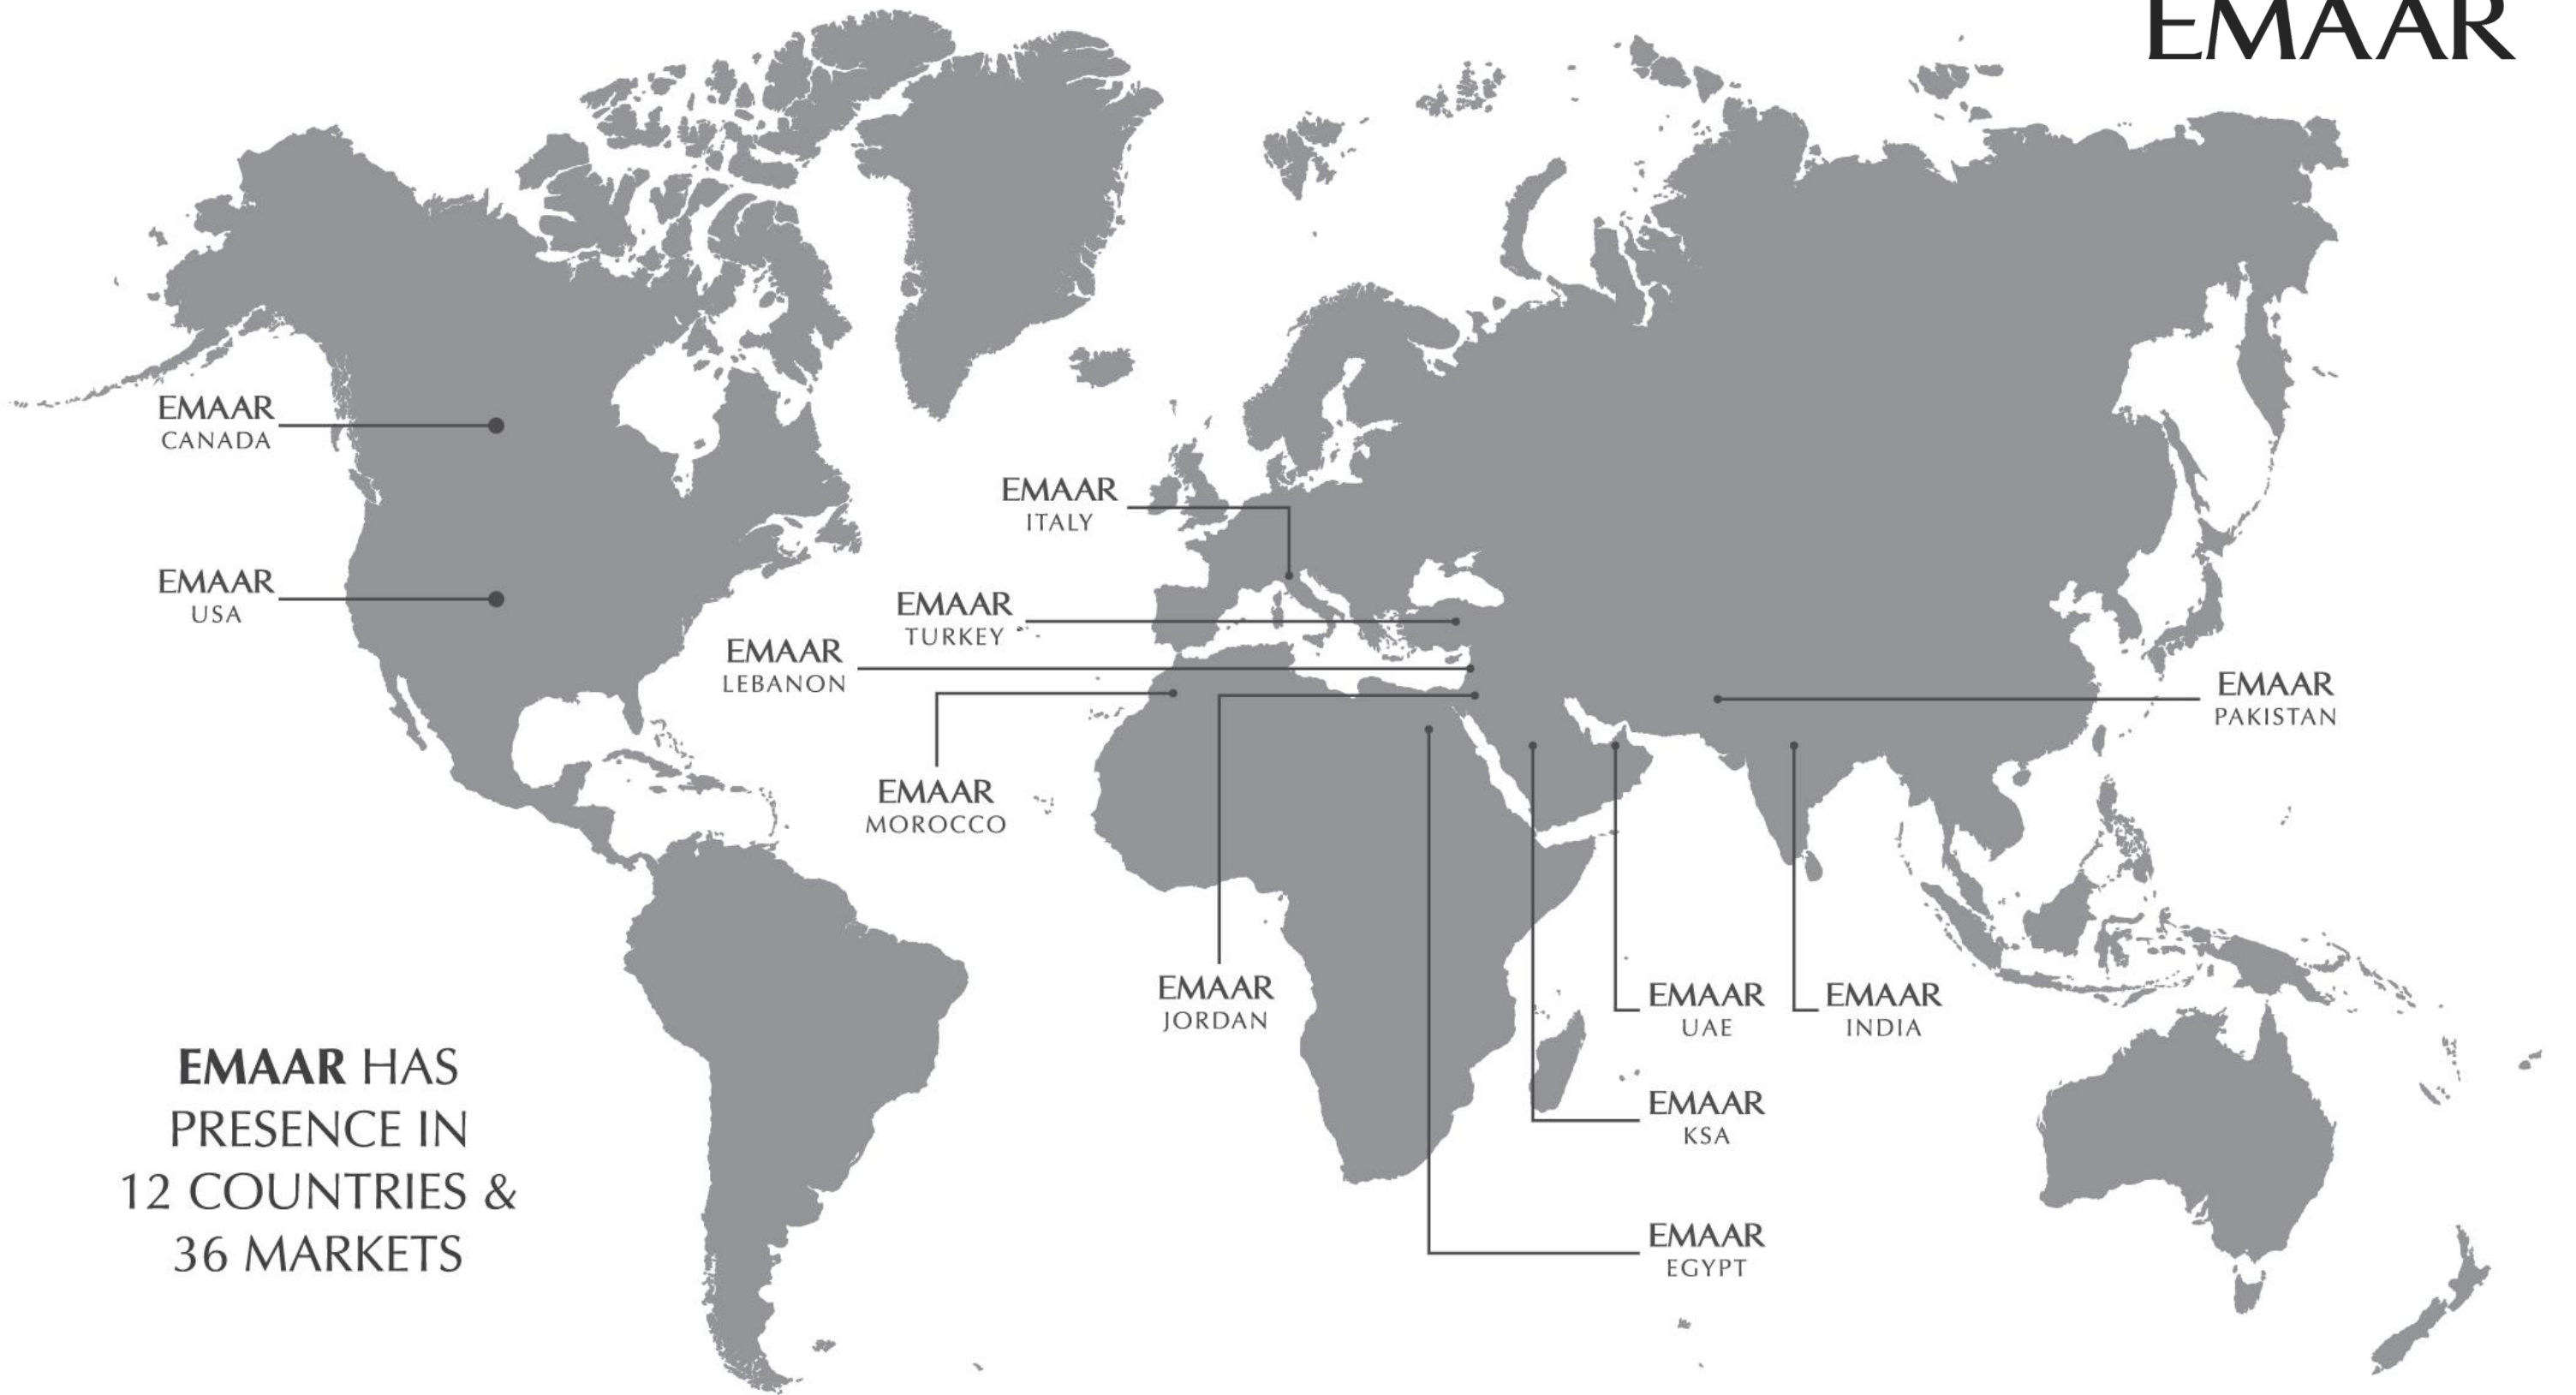 EMAAR
EMAAR
CANADA
EMAAR
ITALY
EMAAR
USA
EMAAR
TURKEY
EMAAR
LEBANON
EMAAR
PAKISTAN
EMAAR
MOROCCO
EMAAR
JORDAN
EMAAR
UAE
EMAAR
INDIA
EMAAR
KSA
EMAAR
EGYPT
EMAAR HAS
PRESENCE IN
12 COUNTRIES &
36 MARKETS